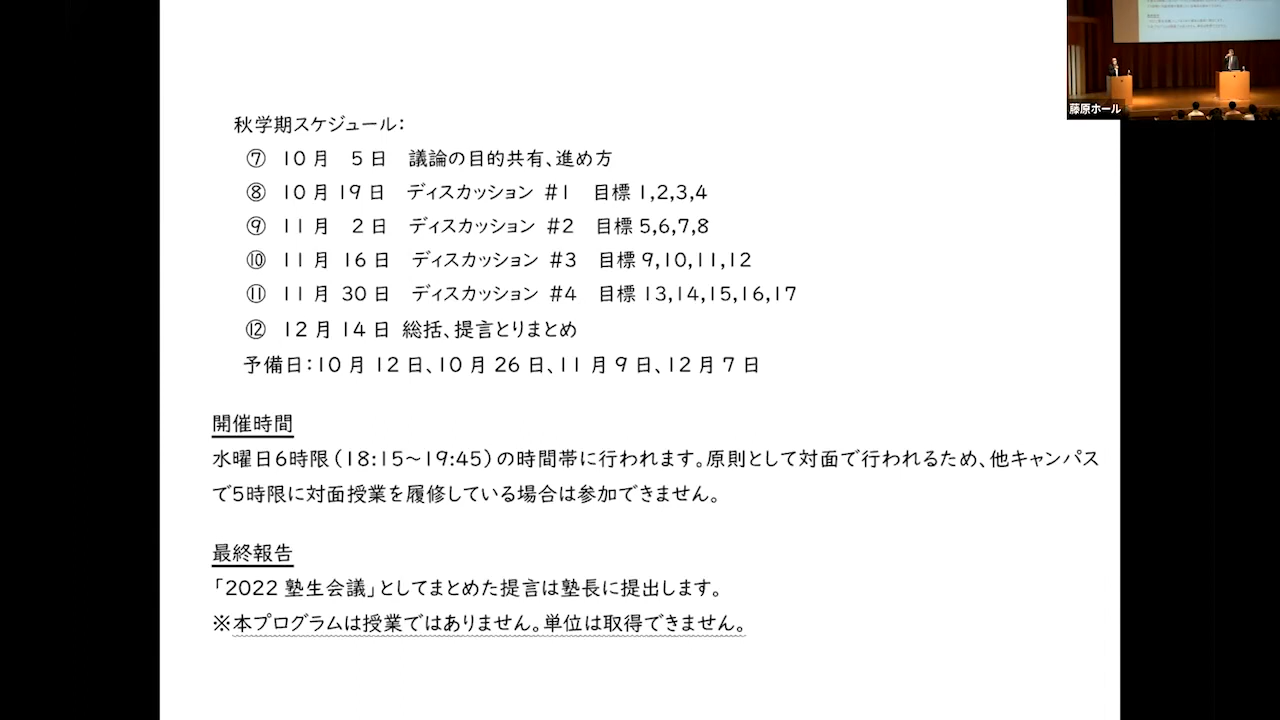 秋学期スケジュール：
⑦ 10月 5日 議論の目的共有、進め方
⑧ 10月19日 ディスカッション #1 目標1,2,3,4
⑨ 11月 2日 ディスカッション #2 目標5,6,7,8
⑩ 11月 16日 ディスカッション #3 目標9,10,11,12
⑪ 11月 30日 ディスカッション #4 目標13,14,15,16,17
⑫ 12月14日 総括、提言とりまとめ
予備日：10月12日、10月26日、11月9日、12月7日
開催時間
水曜日6時限（18:15～19:45）の時間帯に行われます。原則として対面で行われるため、他キャンパス
で5時限に対面授業を履修している場合は参加できません。
最終報告
「2022塾生会議」としてまとめた提言は塾長に提出します。
※本プログラムは授業ではありません。単位は取得できません。
藤原ホール